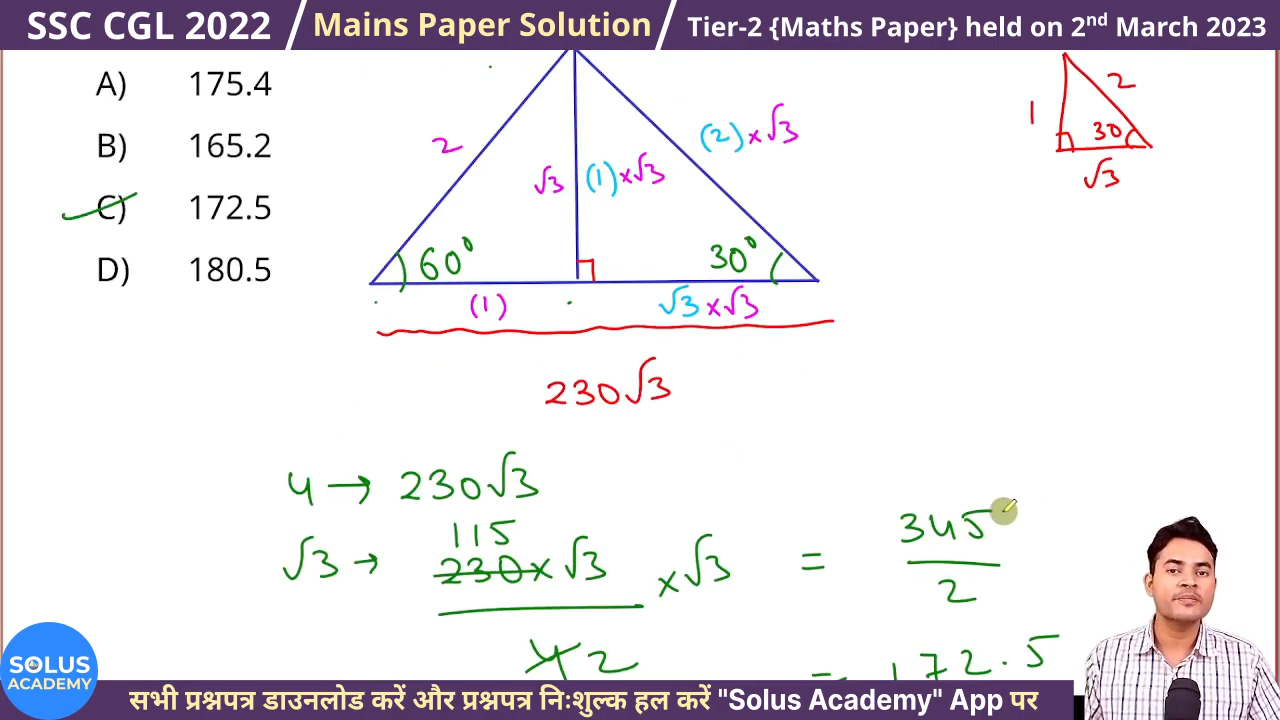 SSC CGL 2022 / Mains Paper Solution / Tier-2 {Maths Paper} held on 2nd March 2023
A) 175.4
B) 165.2
C) 172.5
D) 180.5
2
√3
(1)×√3
(2)×√3
60°
30°
(1)
√3×√3
230√3
1
2
30
√3
4 → 230√3
115
√3 → 230×√3 ×√3 = 345
42 2
= 172.5
SOLUS
ACADEMY
सभी प्रश्नपत्र डाउनलोड करें और प्रश्नपत्र निःशुल्क हल करें "Solus Academy" App पर